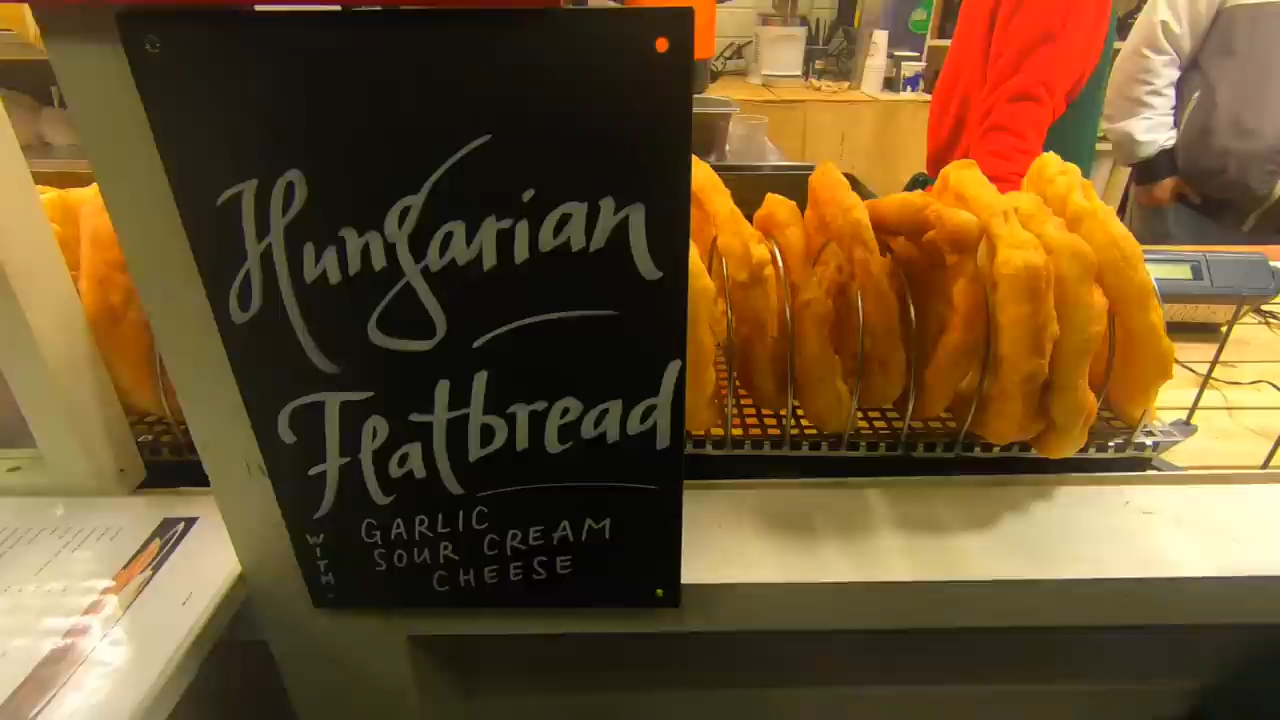 Hungarian
Flatbread
WITH
GARLIC
SOUR CREAM
CHEESE